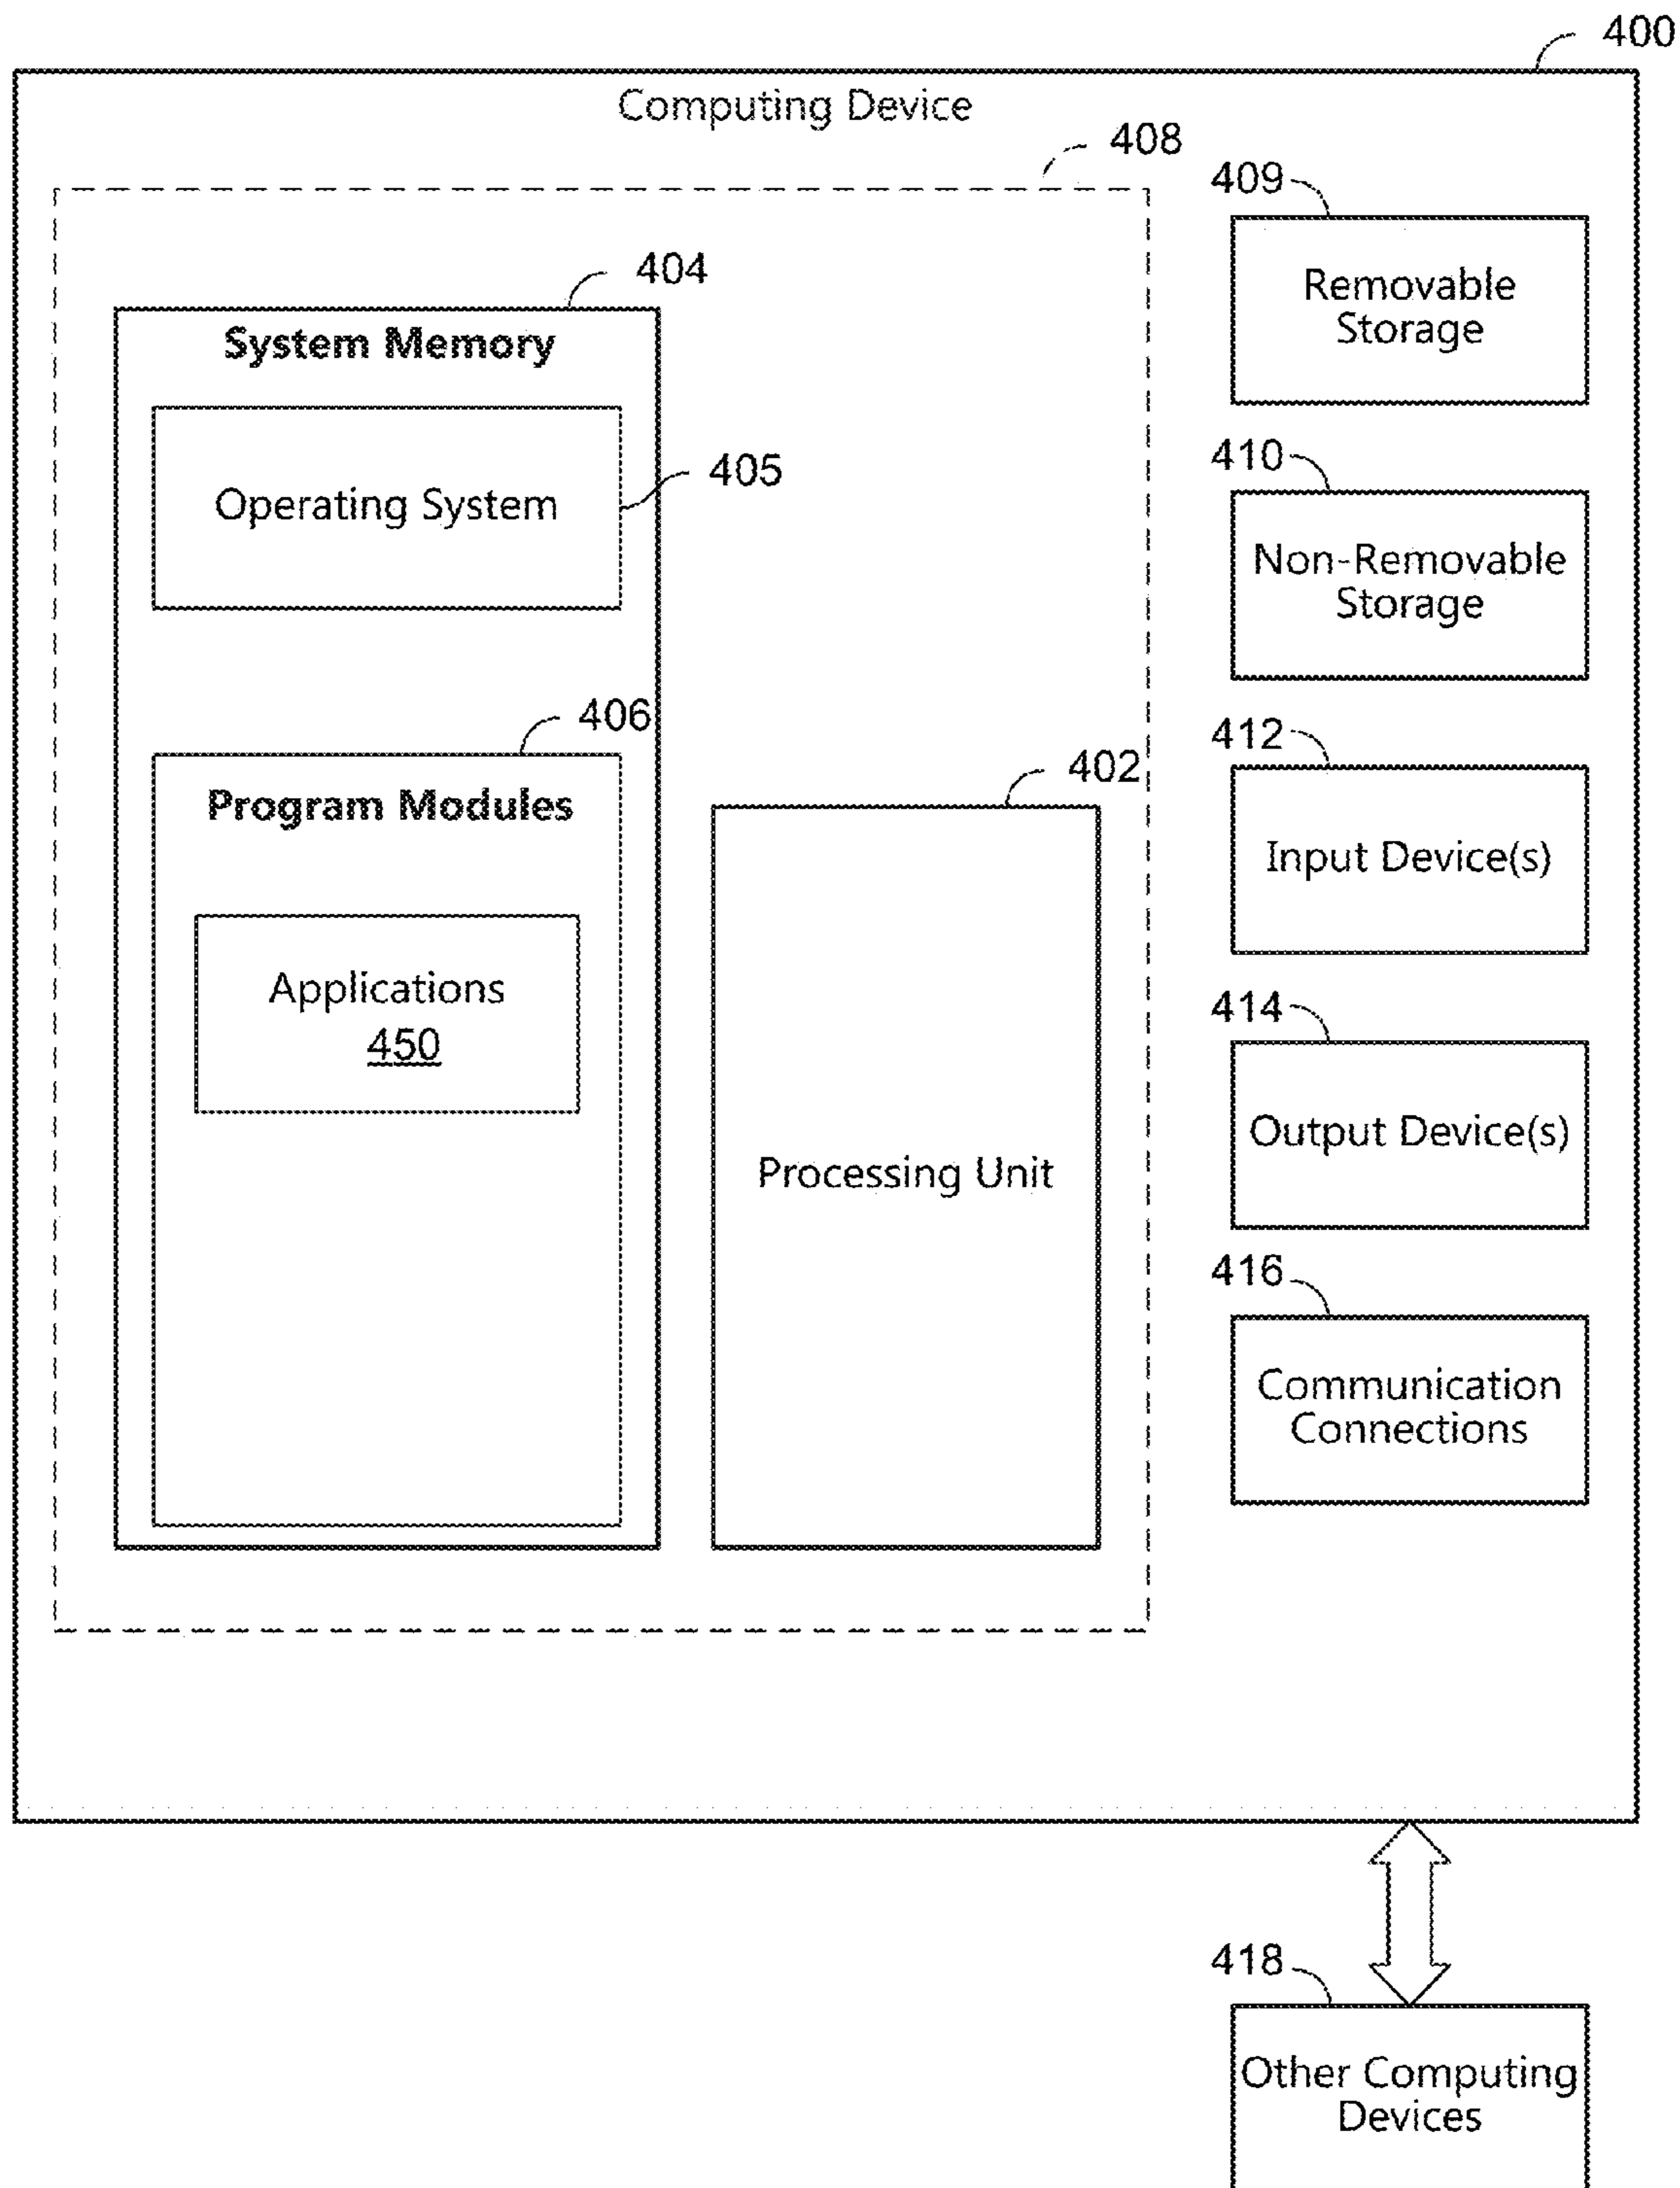 400
Computing Device
408
409
Removable
Storage
404
System Memory
Operating System
405
410
Non-Removable
Storage
406
Program Modules
402
412
Input Device(s)
Applications
450
414
Output Device(s)
Processing Unit
416
Communication
Connections
418
Other Computing
Devices